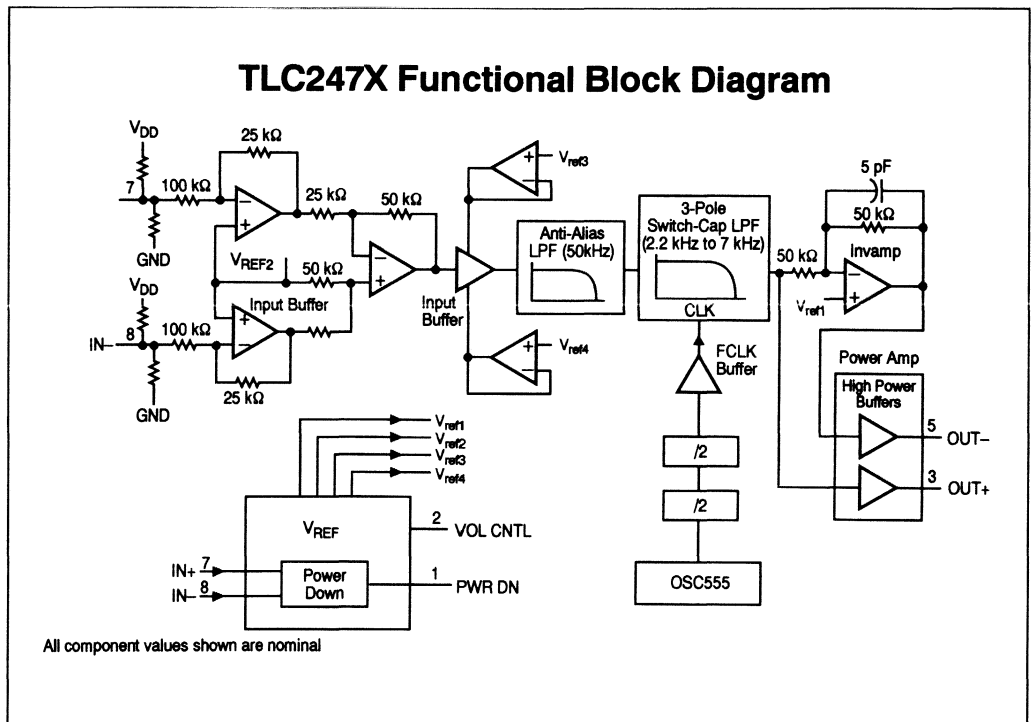 TLC247X Functional Block Diagram
VDD
25 kΩ
7
100 kΩ
−
+
GND
25 kΩ
50 kΩ
−
+
VREF2
50 kΩ
Input Buffer
VDD
IN−
8
100 kΩ
+
−
25 kΩ
GND
+
−
Vref3
Input
Buffer
+
−
Vref4
Anti-Alias
LPF (50kHz)
3-Pole
Switch-Cap LPF
(2.2 kHz to 7 kHz)
CLK
FCLK
Buffer
/2
/2
OSC555
5 pF
50 kΩ
50 kΩ
Invamp
−
+
Vref1
Power Amp
High Power
Buffers
5
OUT−
3
OUT+
Vref1
Vref2
Vref3
Vref4
VREF
2
VOL CNTL
IN+
7
IN−
8
Power
Down
1
PWR DN
All component values shown are nominal